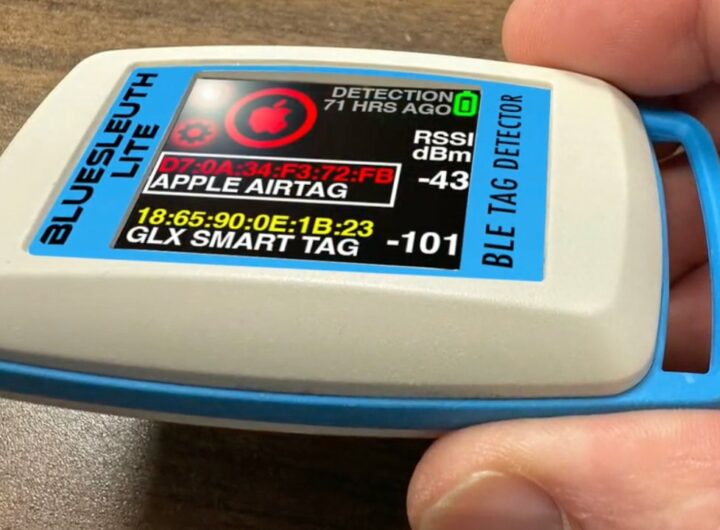 BLUESLEUTH
LITE
DETECTION
71 HRS AGO
RSSI
dBm
D7:0A:34:F3:72:FB
APPLE AIRTAG
-43
18:65:90:0E:1B:23
GLX SMART TAG
-101
BLE TAG DETECTOR